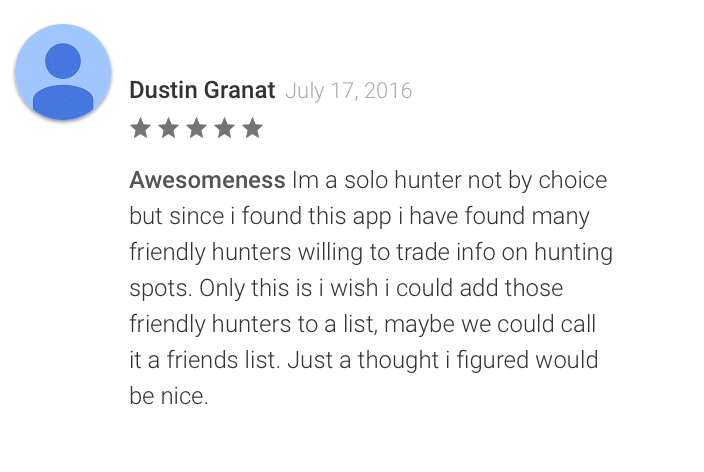 Dustin Granat July 17, 2016
Awesomeness Im a solo hunter not by choice
but since i found this app i have found many
friendly hunters willing to trade info on hunting
spots. Only this is i wish i could add those
friendly hunters to a list, maybe we could call
it a friends list. Just a thought i figured would
be nice.